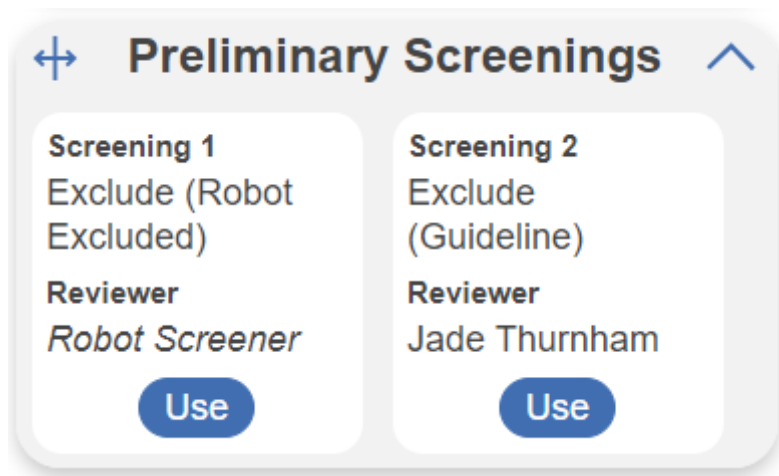 Preliminary Screenings
Screening 1
Exclude (Robot
Excluded)
Reviewer
Robot Screener
Use
Screening 2
Exclude
(Guideline)
Reviewer
Jade Thurnham
Use